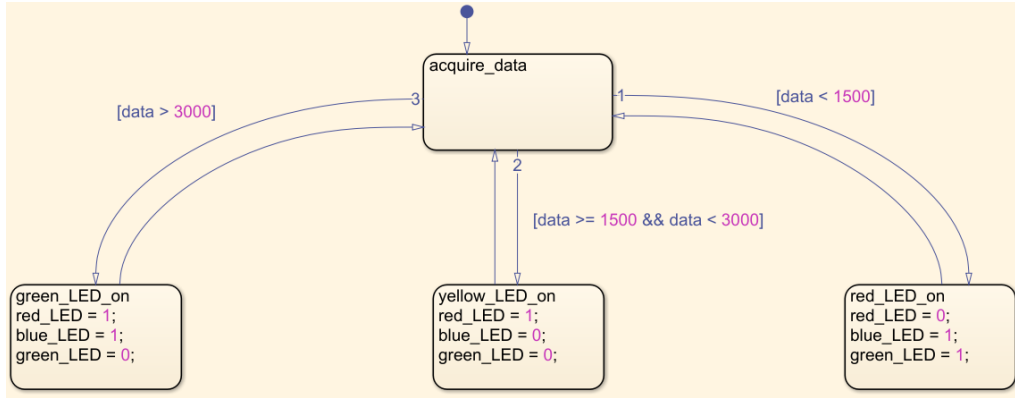 acquire_data
3
1
[data > 3000]
[data < 1500]
2
[data >= 1500 && data < 3000]
green_LED_on
red_LED = 1;
blue_LED = 1;
green_LED = 0;
yellow_LED_on
red_LED = 1;
blue_LED = 0;
green_LED = 0;
red_LED_on
red_LED = 0;
blue_LED = 1;
green_LED = 1;